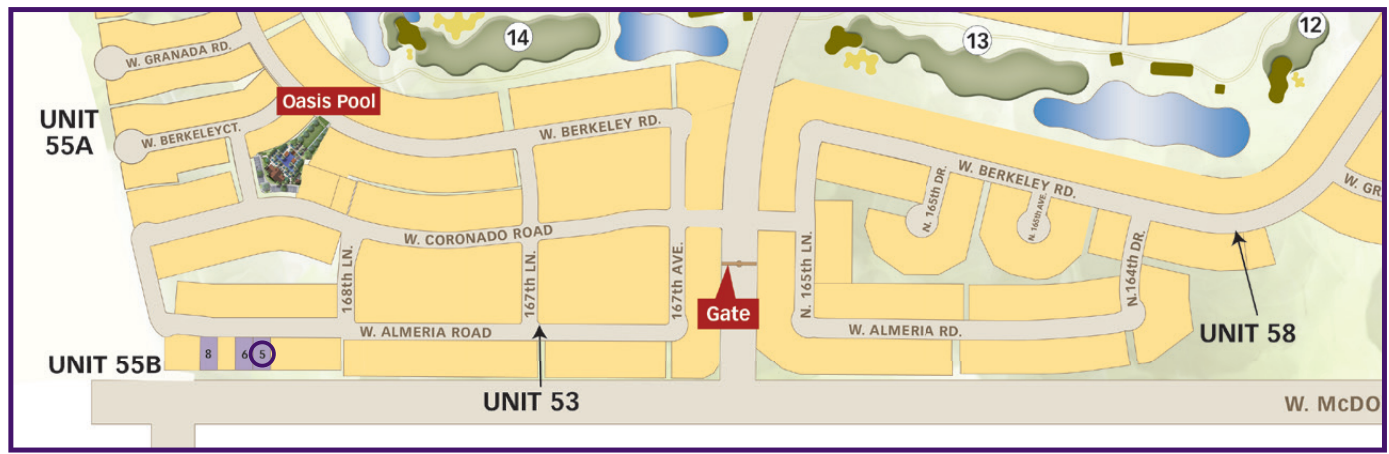 12
14
13
W. GRANADA RD.
Oasis Pool
UNIT
55A
W. BERKELEYCT.
W. BERKELEY RD.
W. BERKELEY RD.
N. 165th DR.
N. 165th AVE.
W. GR
W. CORONADO ROAD
168th LN.
167th LN.
167th AVE.
N. 165th LN.
N.164th DR.
Gate
W. ALMERIA ROAD
W. ALMERIA RD.
UNIT 58
UNIT 55B
8
6
5
UNIT 53
W. McDO